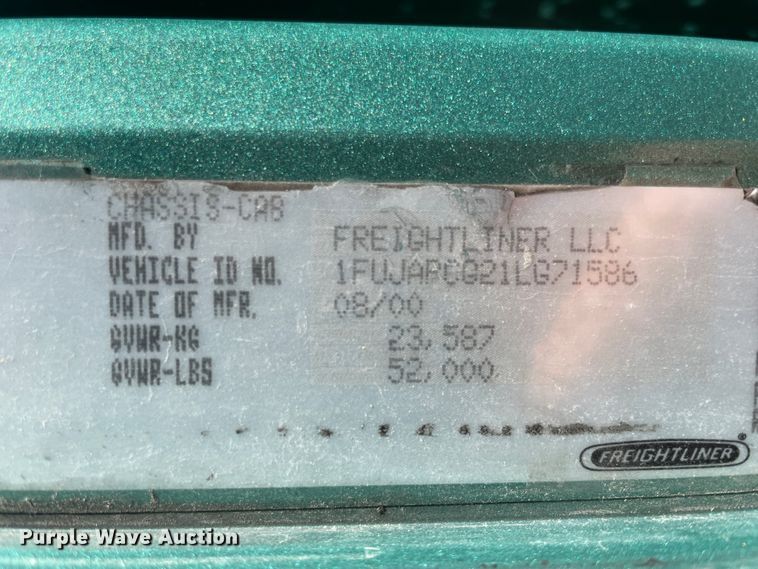 CHASSIS-CAB
MFD. BY FREIGHTLINER LLC
VEHICLE ID NO. 1FUJAPCG21LG71586
DATE OF MFR. 08/00
GVWR-KG 23,587
GVWR-LBS 52,000
FREIGHTLINER®
Purple Wave Auction